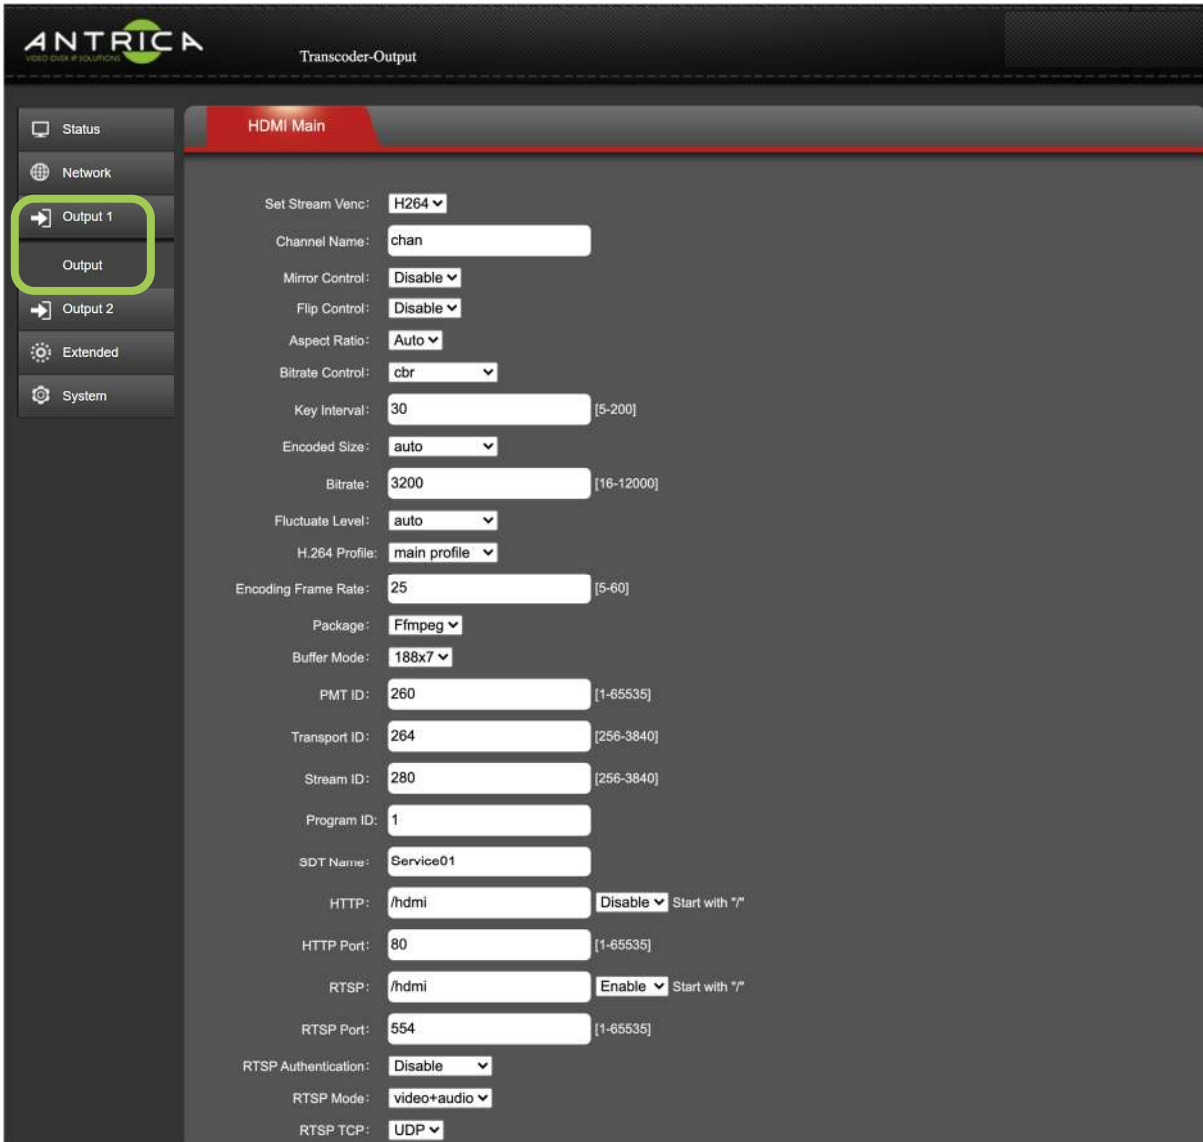 ANTRICA
VIDEO OVER IP SOLUTIONS
Transcoder-Output
Status
Network
Output 1
Output
Output 2
Extended
System
HDMI Main
Set Stream Venc: H264
Channel Name: chan
Mirror Control: Disable
Flip Control: Disable
Aspect Ratio: Auto
Bitrate Control: cbr
Key Interval: 30 [5-200]
Encoded Size: auto
Bitrate: 3200 [16-12000]
Fluctuate Level: auto
H.264 Profile: main profile
Encoding Frame Rate: 25 [5-60]
Package: Ffmpeg
Buffer Mode: 188x7
PMT ID: 260 [1-65535]
Transport ID: 264 [256-3840]
Stream ID: 280 [256-3840]
Program ID: 1
SDT Name: Service01
HTTP: /hdmi Disable Start with "/"
HTTP Port: 80 [1-65535]
RTSP: /hdmi Enable Start with "/"
RTSP Port: 554 [1-65535]
RTSP Authentication: Disable
RTSP Mode: video+audio
RTSP TCP: UDP